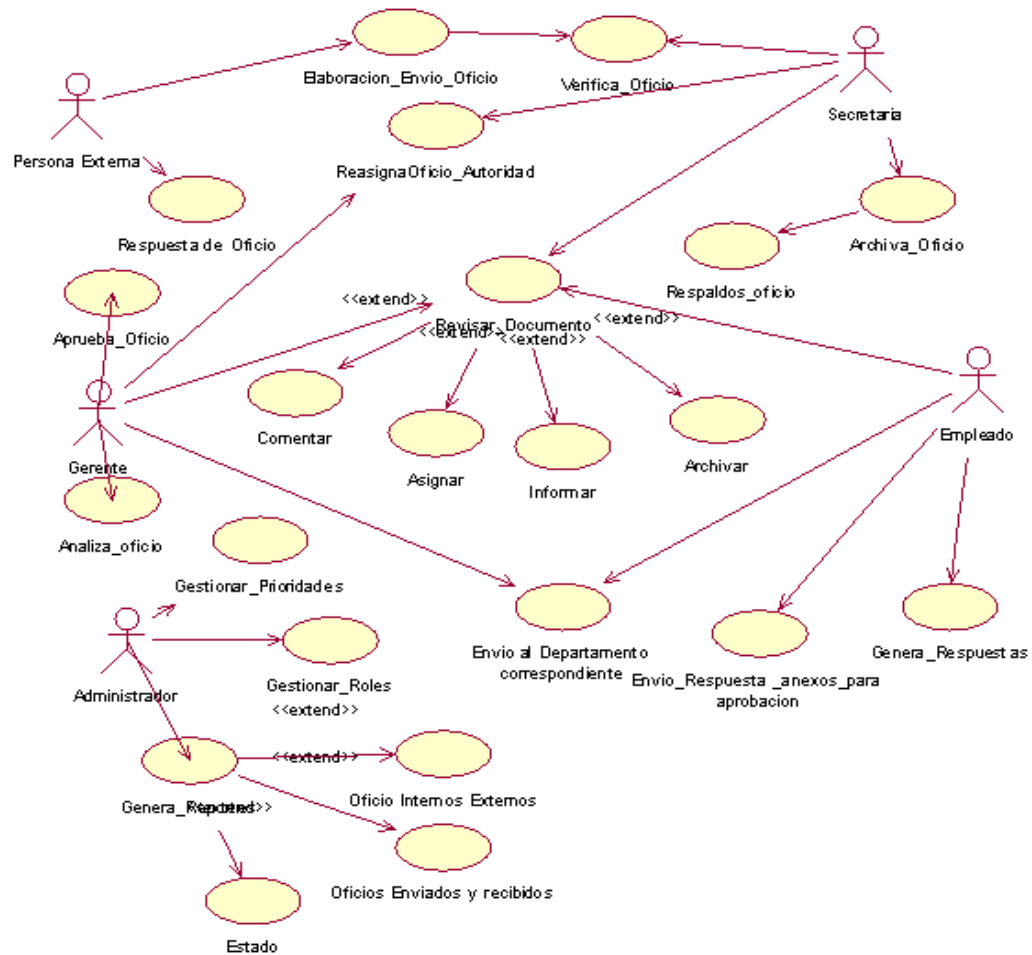 Elaboracion_Envio_Oficio
Verifica_Oficio
Secretaria
Persona Externa
ReasignaOficio_Autoridad
Respuesta de Oficio
Archiva_Oficio
Respaldos_oficio
<<extend>>
Aprueba_Oficio
Revisar_Documento
<<extend>>
<<extend>>
<<extend>>
Comentar
Asignar
Informar
Archivar
Empleado
Gerente
Analiza_oficio
Gestionar_Prioridades
Administrador
Gestionar_Roles
<<extend>>
Envio al Departamento
correspondiente
Envio_Respuesta _anexos_para
aprobacion
Genera_Respuestas
<<extend>>
Genera_Reportes
<<extend>>
Oficio Internos Externos
Oficios Enviados y recibidos
Estado